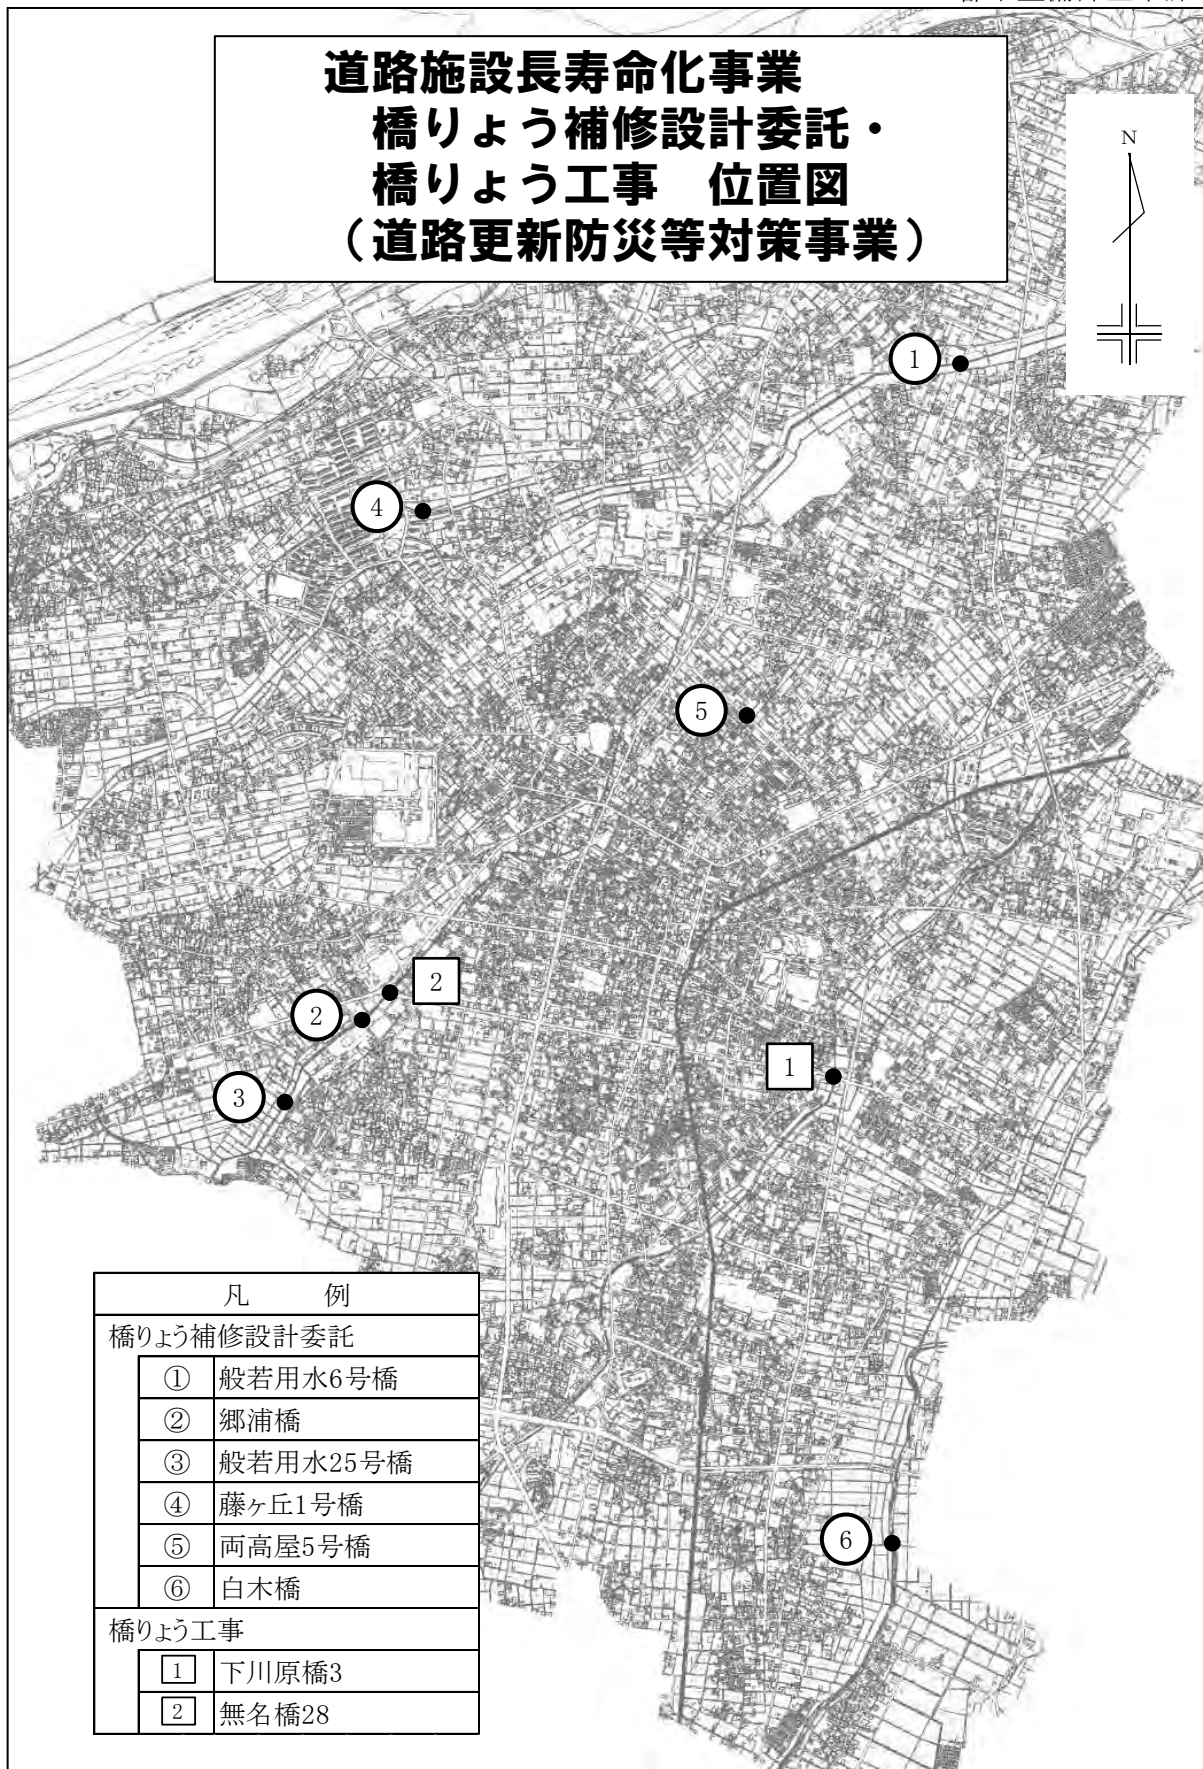 道路施設長寿命化事業
橋りょう補修設計委託・
橋りょう工事　位置図
（道路更新防災等対策事業）
N
①
④
⑤
2
②
1
③
⑥
凡　例
橋りょう補修設計委託
① 般若用水6号橋
② 郷浦橋
③ 般若用水25号橋
④ 藤ヶ丘1号橋
⑤ 両高屋5号橋
⑥ 白木橋
橋りょう工事
1 下川原橋3
2 無名橋28